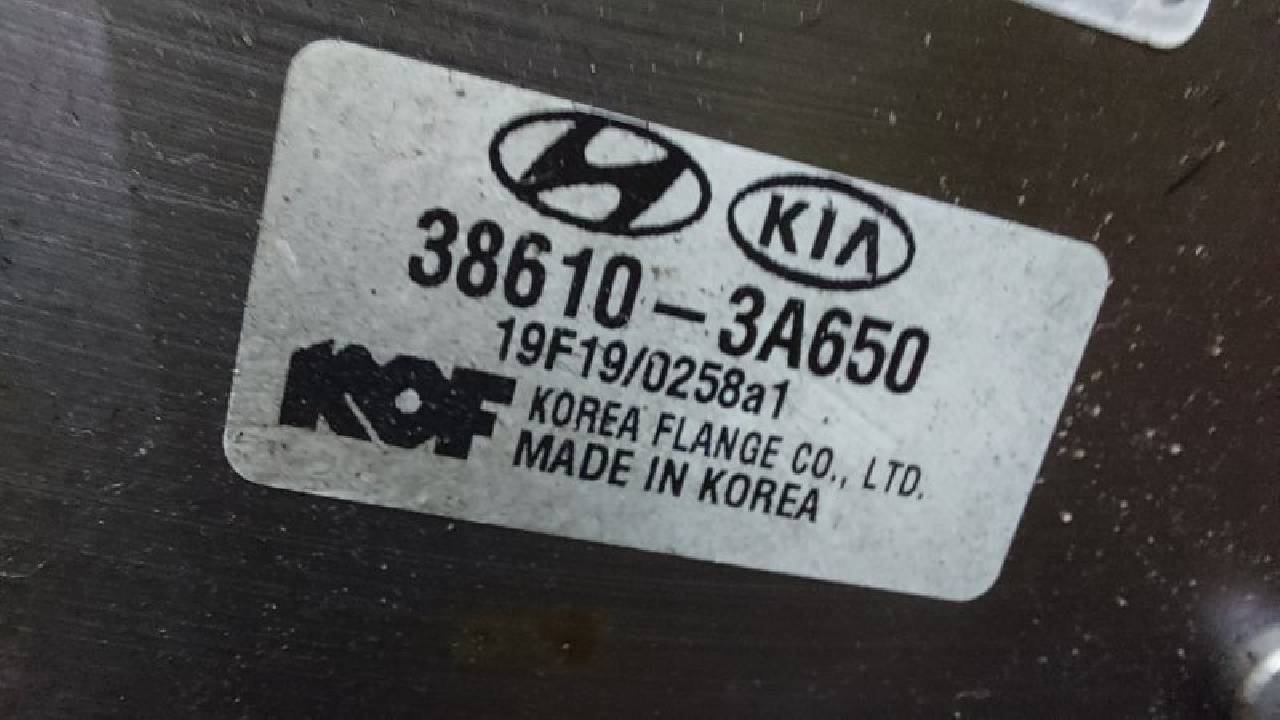 KIA
38610-3A650
19F19/0258a1
KOF
KOREA FLANGE CO., LTD.
MADE IN KOREA